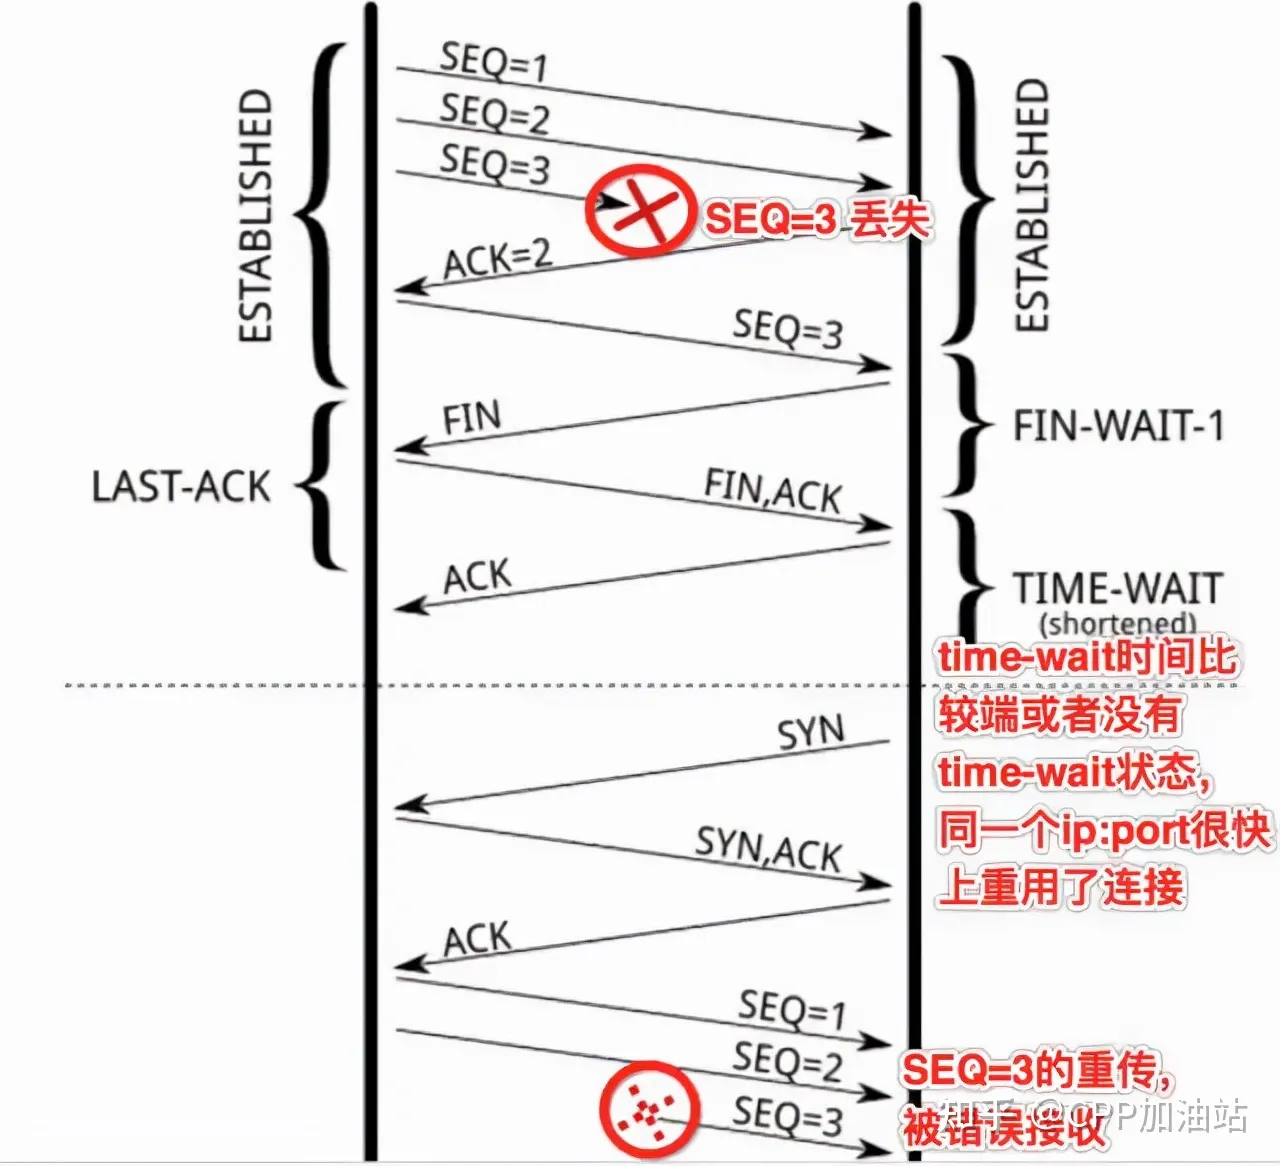 SEQ=1
SEQ=2
SEQ=3
SEQ=3 丢失
ESTABLISHED
ESTABLISHED
ACK=2
SEQ=3
FIN
FIN-WAIT-1
LAST-ACK
FIN,ACK
ACK
TIME-WAIT
(shortened)
time-wait时间比
较端或者没有
time-wait状态，
同一个ip:port很快
上重用了连接
SYN
SYN,ACK
ACK
SEQ=1
SEQ=2
SEQ=3
SEQ=3的重传，
被错误接收
知乎 @CPP加油站